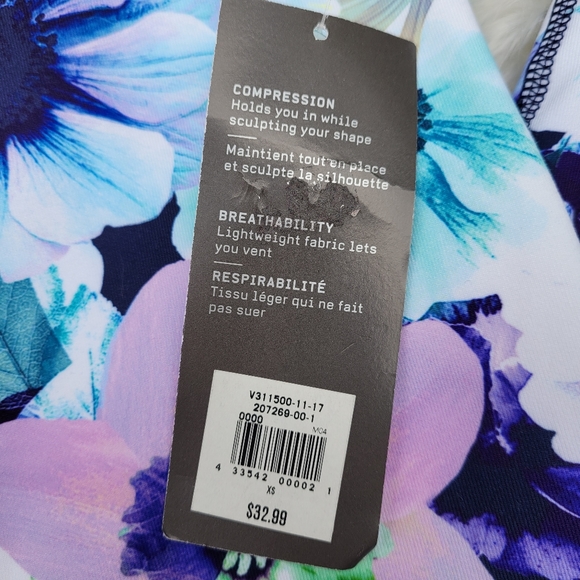 COMPRESSION
Holds you in while
sculpting your shape
Maintient tout en place
et sculpte la silhouette
BREATHABILITY
Lightweight fabric lets
you vent
RESPIRABILITÉ
Tissu léger qui ne fait
pas suer
V311500-11-17
207269-00-1
0000
MC4
4 33542 00002 1
XS
$32.99